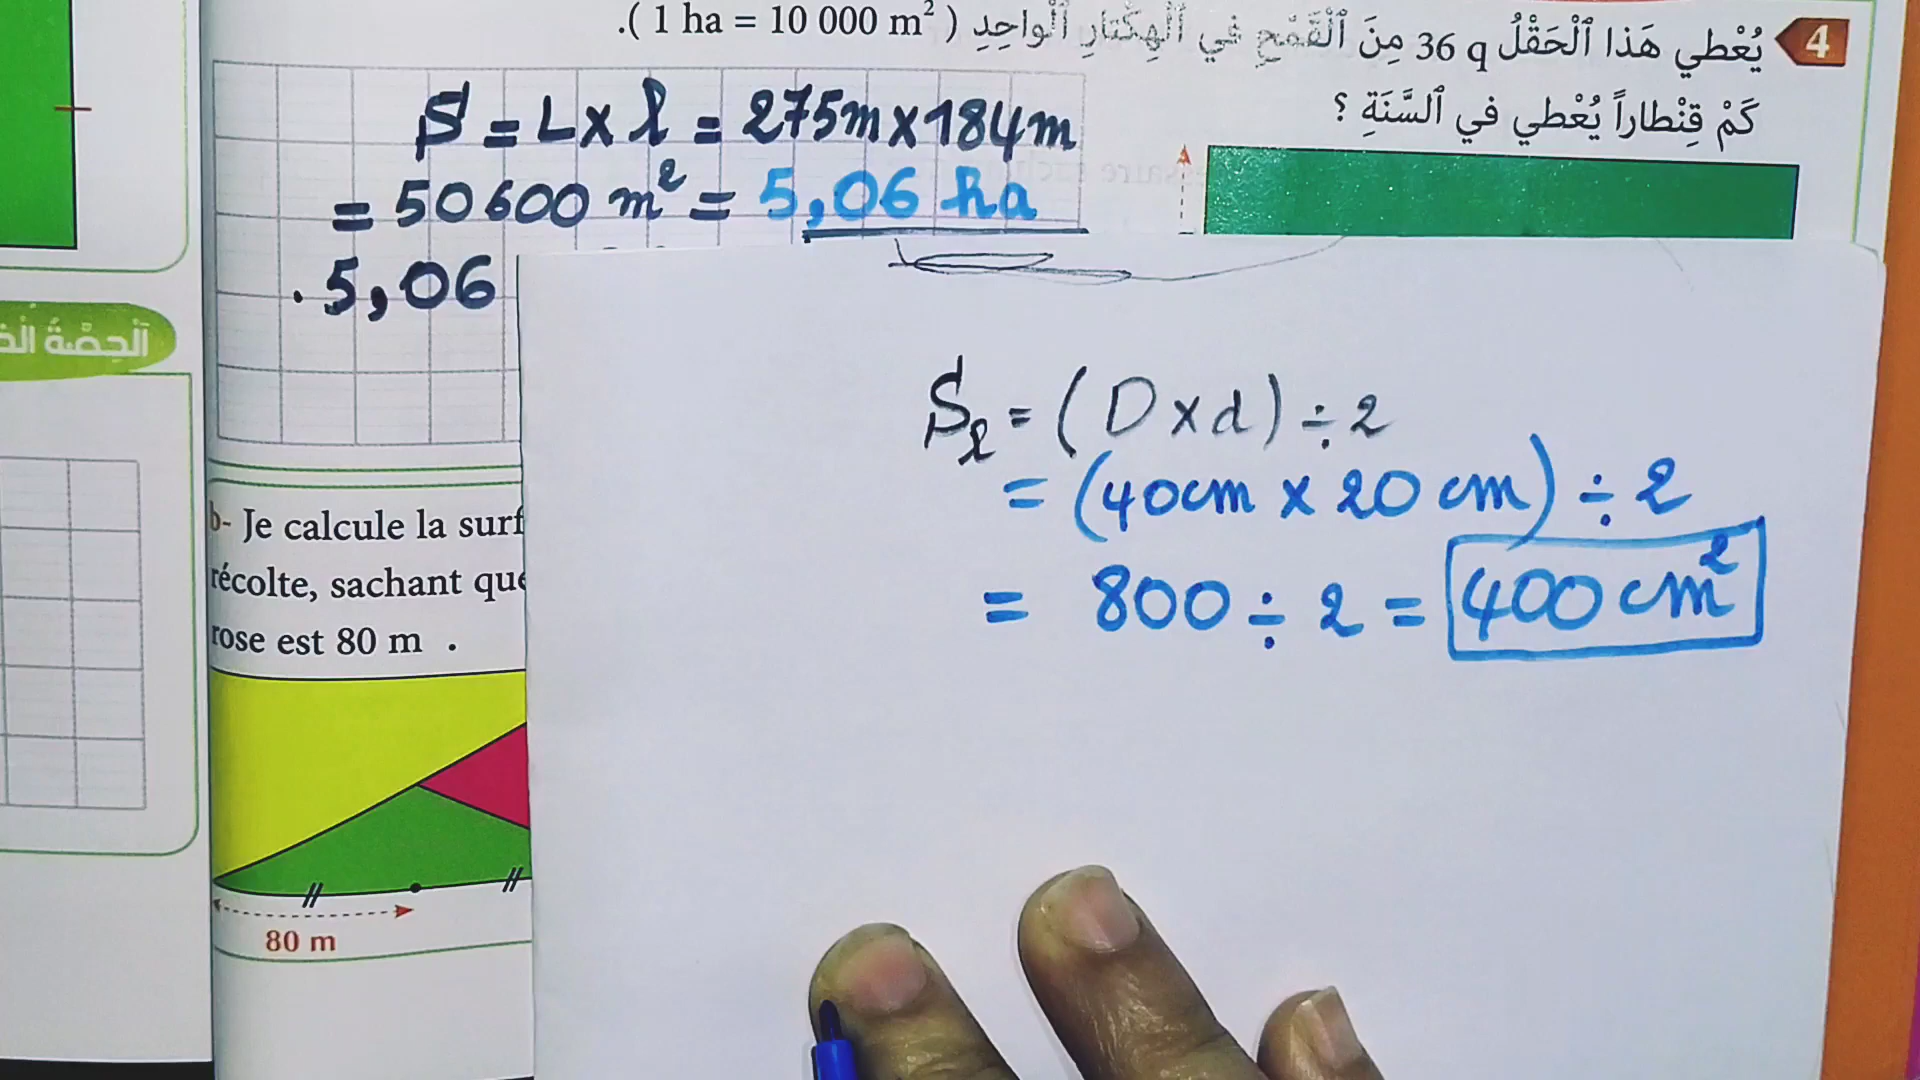 4 يُعْطي هَذا ٱلْحَقْلُ 36 q مِنَ ٱلْقَمْحِ في ٱلْهِكْتارِ ٱلْواحِدِ ( 1 ha = 10 000 m² ).
كَمْ قِنْطاراً يُعْطي في ٱلسَّنَةِ ؟
S = L x l = 275m x 184m
= 50600 m² = 5,06 ha
. 5,06
S_l = ( D x d ) ÷ 2
= (40cm x 20 cm) ÷ 2
= 800 ÷ 2 = 400 cm²
اَلْحِصَّةُ
b- Je calcule la surf
récolte, sachant que
rose est 80 m .
80 m